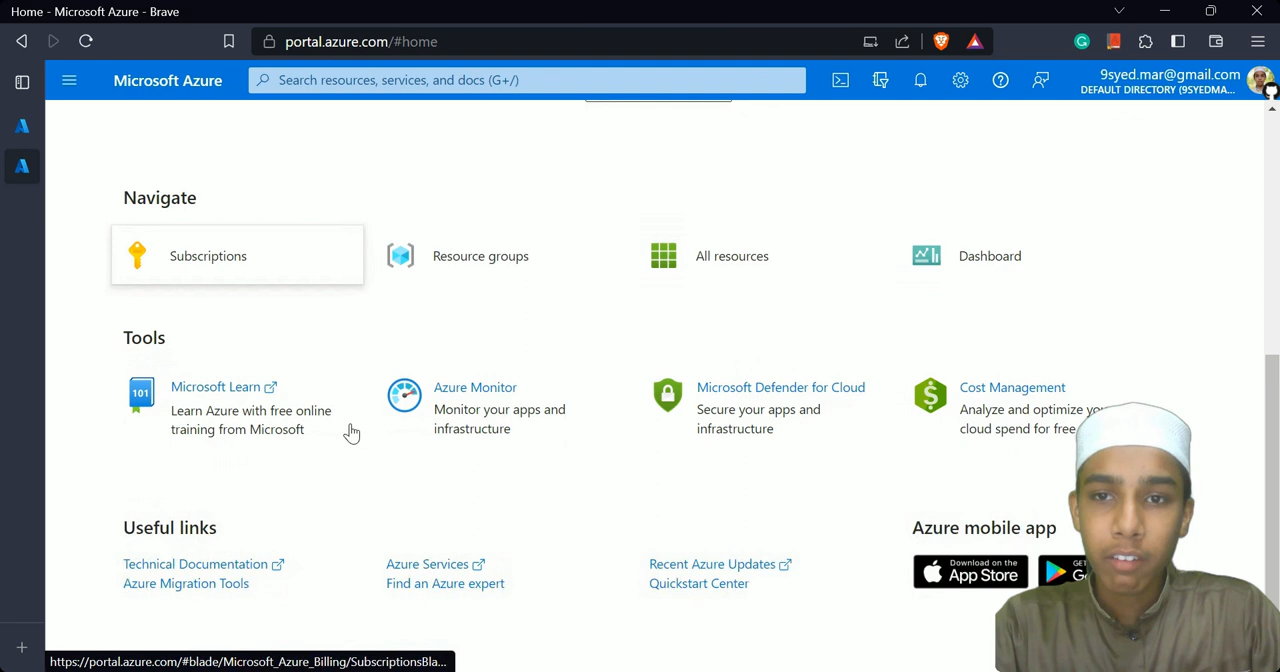 Home - Microsoft Azure - Brave
portal.azure.com/#home
Microsoft Azure
Search resources, services, and docs (G+/)
9syed.mar@gmail.com
DEFAULT DIRECTORY (9SYEDMA...
Navigate
Subscriptions
Resource groups
All resources
Dashboard
Tools
101
Microsoft Learn
Learn Azure with free online
training from Microsoft
Azure Monitor
Monitor your apps and
infrastructure
Microsoft Defender for Cloud
Secure your apps and
infrastructure
Cost Management
Analyze and optimize yo
cloud spend for free
Useful links
Technical Documentation
Azure Migration Tools
Azure Services
Find an Azure expert
Recent Azure Updates
Quickstart Center
Azure mobile app
Download on the
App Store
GE
G
https://portal.azure.com/#blade/Microsoft_Azure_Billing/SubscriptionsBla...